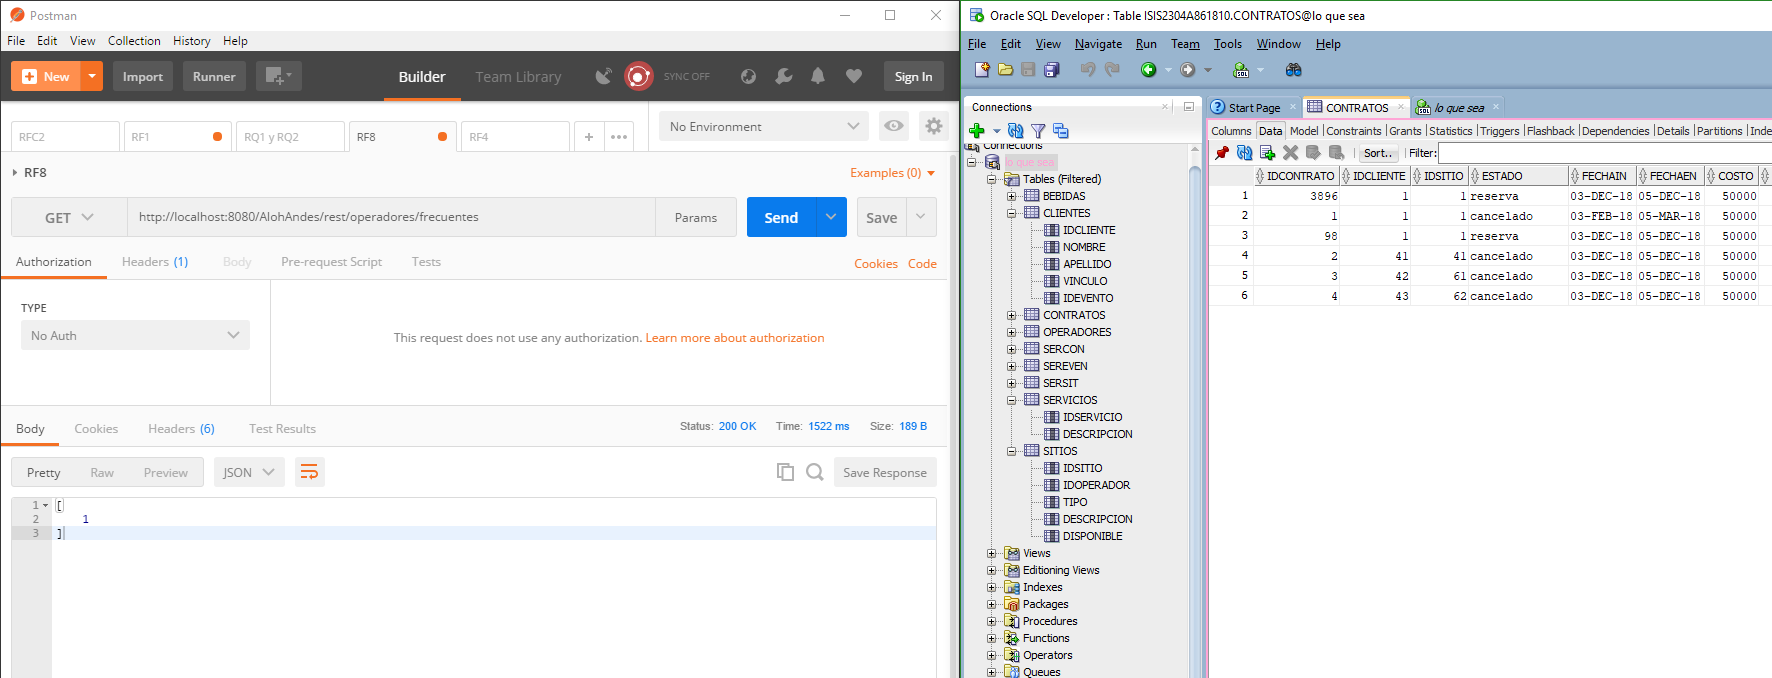 Postman
File Edit View Collection History Help
New Import Runner Builder Team Library SYNC OFF Sign In
RFC2 RF1 RQ1 y RQ2 RF8 RF4 + ••• No Environment
RF8 Examples (0)
GET http://localhost:8080/AlohAndes/rest/operadores/frecuentes Params Send Save
Authorization Headers (1) Body Pre-request Script Tests Cookies Code
TYPE
No Auth
This request does not use any authorization. Learn more about authorization
Body Cookies Headers (6) Test Results Status: 200 OK Time: 1522 ms Size: 189 B
Pretty Raw Preview JSON Save Response
1 [
2 1
3 ]
Oracle SQL Developer : Table ISIS2304A861810.CONTRATOS@lo que sea
File Edit View Navigate Run Team Tools Window Help
Connections
Connections
lo que sea
Tables (Filtered)
BEBIDAS
CLIENTES
IDCLIENTE
NOMBRE
APELLIDO
VINCULO
IDEVENTO
CONTRATOS
OPERADORES
SERCON
SEREVEN
SERSIT
SERVICIOS
IDSERVICIO
DESCRIPCION
SITIOS
IDSITIO
IDOPERADOR
TIPO
DESCRIPCION
DISPONIBLE
Views
Editioning Views
Indexes
Packages
Procedures
Functions
Operators
Queues
Start Page CONTRATOS lo que sea
Columns Data Model Constraints Grants Statistics Triggers Flashback Dependencies Details Partitions Inde
Sort.. Filter:
IDCONTRATO IDCLIENTE IDSITIO ESTADO FECHAIN FECHAEN COSTO
1 3896 1 1 reserva 03-DEC-18 05-DEC-18 50000
2 1 1 1 cancelado 03-FEB-18 05-MAR-18 50000
3 98 1 1 reserva 03-DEC-18 05-DEC-18 50000
4 2 41 41 cancelado 03-DEC-18 05-DEC-18 50000
5 3 42 61 cancelado 03-DEC-18 05-DEC-18 50000
6 4 43 62 cancelado 03-DEC-18 05-DEC-18 50000